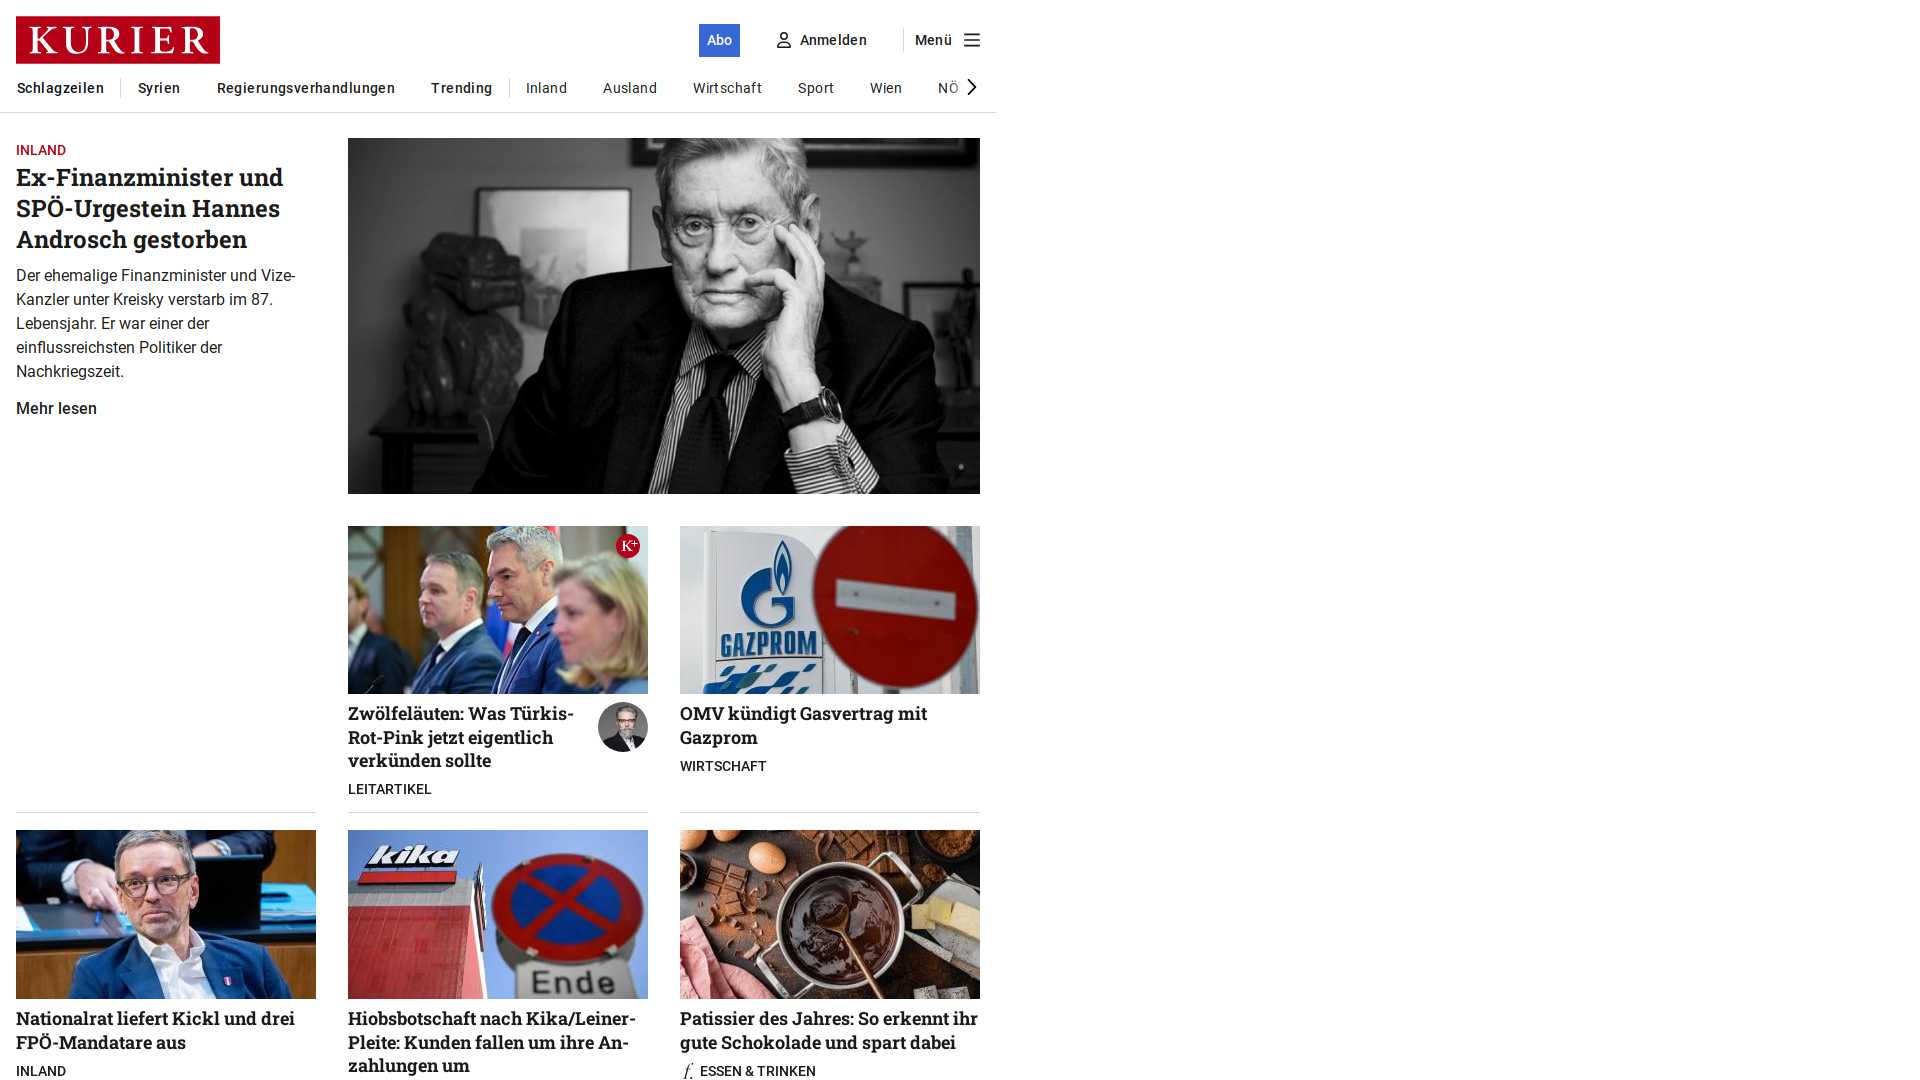 KURIER
Abo
Anmelden
Menü
Schlagzeilen
Syrien
Regierungsverhandlungen
Trending
Inland
Ausland
Wirtschaft
Sport
Wien
NÖ
INLAND
Ex-Finanzminister und
SPÖ-Urgestein Hannes
Androsch gestorben
Der ehemalige Finanzminister und Vize-
Kanzler unter Kreisky verstarb im 87.
Lebensjahr. Er war einer der
einflussreichsten Politiker der
Nachkriegszeit.
Mehr lesen
K+
Zwölfeläuten: Was Türkis-
Rot-Pink jetzt eigentlich
verkünden sollte
LEITARTIKEL
GAZPROM
OMV kündigt Gasvertrag mit
Gazprom
WIRTSCHAFT
Nationalrat liefert Kickl und drei
FPÖ-Mandatare aus
INLAND
kika
Ende
Hiobsbotschaft nach Kika/Leiner-
Pleite: Kunden fallen um ihre An-
zahlungen um
Patissier des Jahres: So erkennt ihr
gute Schokolade und spart dabei
f. ESSEN & TRINKEN